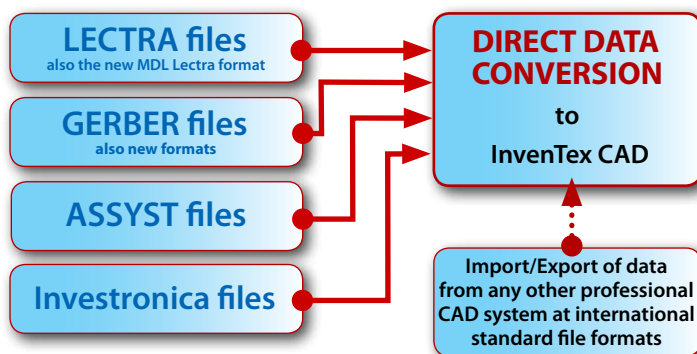 LECTRA files
also the new MDL Lectra format
GERBER files
also new formats
ASSYST files
Investronica files
DIRECT DATA
CONVERSION
to
InvenTex CAD
Import/Export of data
from any other professional
CAD system at international
standard file formats